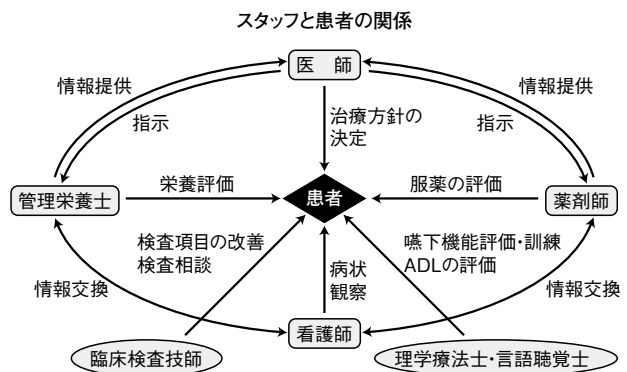 スタッフと患者の関係
医　師
情報提供
情報提供
指示
指示
治療方針の
決定
管理栄養士
栄養評価
患者
服薬の評価
薬剤師
検査項目の改善
検査相談
嚥下機能評価・訓練
ADLの評価
病状
観察
情報交換
情報交換
看護師
臨床検査技師
理学療法士・言語聴覚士